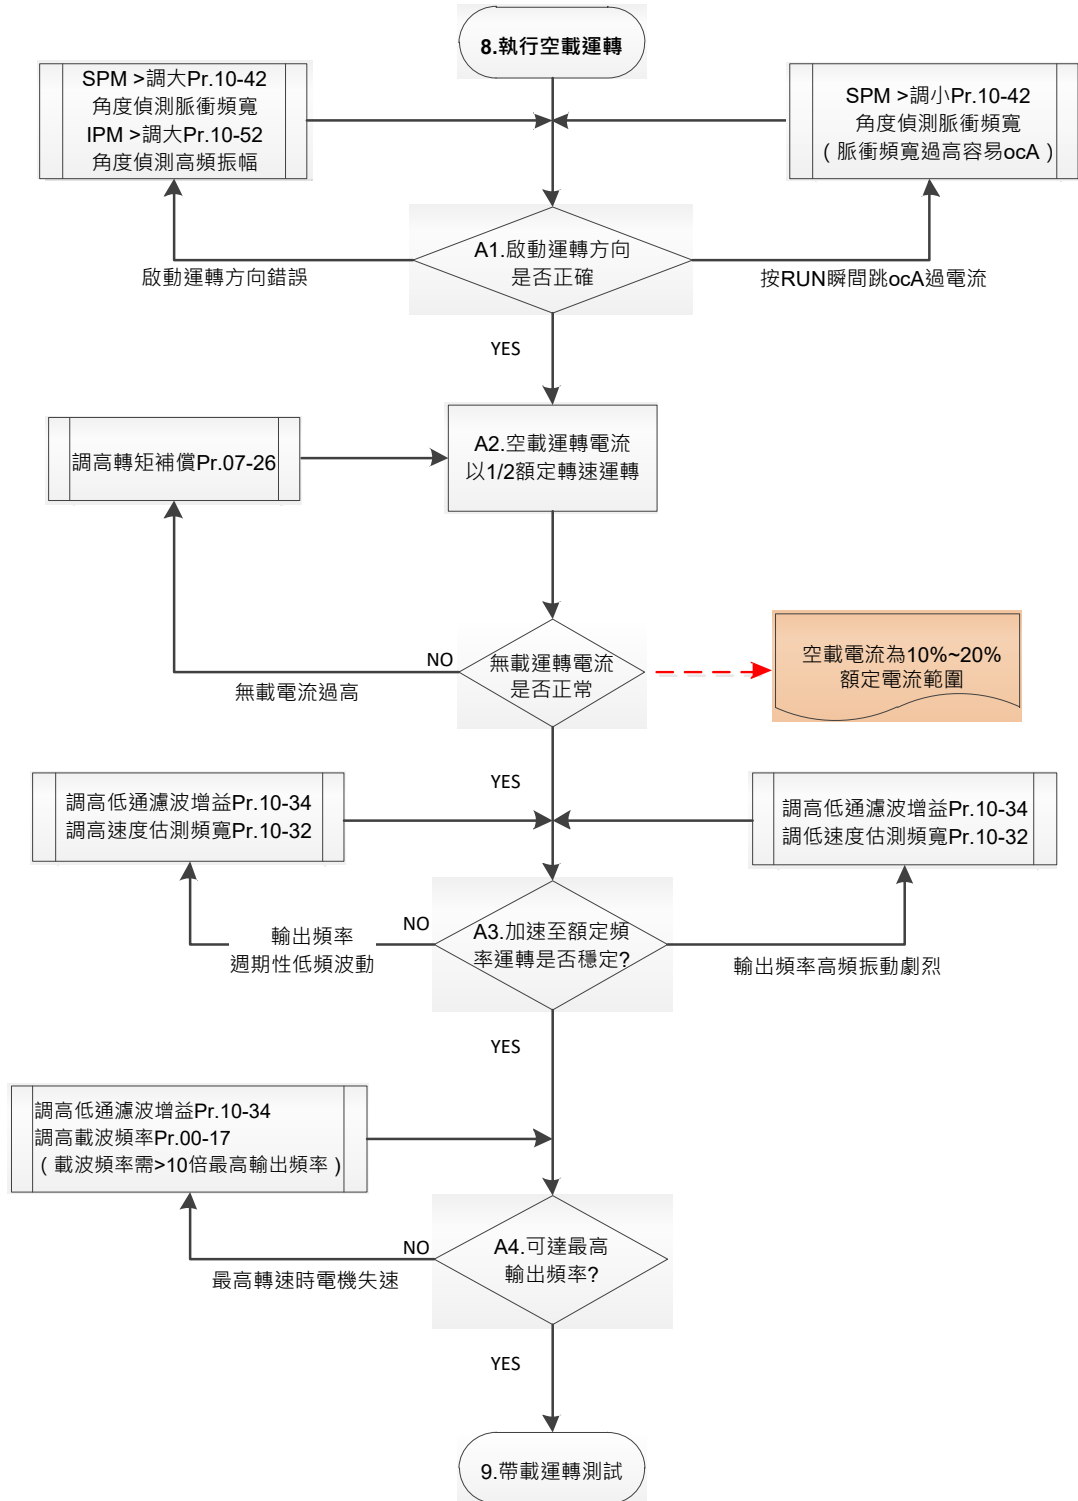 8.執行空載運轉
SPM >調大Pr.10-42
角度偵測脈衝頻寬
IPM >調大Pr.10-52
角度偵測高頻振幅
SPM >調小Pr.10-42
角度偵測脈衝頻寬
（脈衝頻寬過高容易ocA）
A1.啟動運轉方向
是否正確
啟動運轉方向錯誤
按RUN瞬間跳ocA過電流
YES
調高轉矩補償Pr.07-26
A2.空載運轉電流
以1/2額定轉速運轉
NO
無載電流過高
無載運轉電流
是否正常
空載電流為10%~20%
額定電流範圍
YES
調高低通濾波增益Pr.10-34
調高速度估測頻寬Pr.10-32
調高低通濾波增益Pr.10-34
調低速度估測頻寬Pr.10-32
NO
輸出頻率
週期性低頻波動
A3.加速至額定頻
率運轉是否穩定?
輸出頻率高頻振動劇烈
YES
調高低通濾波增益Pr.10-34
調高載波頻率Pr.00-17
（載波頻率需>10倍最高輸出頻率）
NO
最高轉速時電機失速
A4.可達最高
輸出頻率?
YES
9.帶載運轉測試